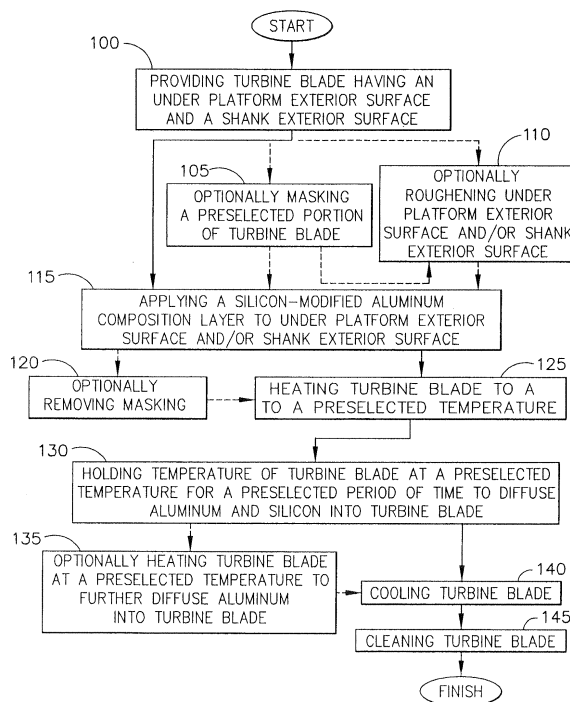 START
100
PROVIDING TURBINE BLADE HAVING AN
UNDER PLATFORM EXTERIOR SURFACE
AND A SHANK EXTERIOR SURFACE
110
OPTIONALLY
ROUGHENING UNDER
PLATFORM EXTERIOR
SURFACE AND/OR SHANK
EXTERIOR SURFACE
105
OPTIONALLY MASKING
A PRESELECTED PORTION
OF TURBINE BLADE
115
APPLYING A SILICON-MODIFIED ALUMINUM
COMPOSITION LAYER TO UNDER PLATFORM EXTERIOR
SURFACE AND/OR SHANK EXTERIOR SURFACE
120
OPTIONALLY
REMOVING MASKING
125
HEATING TURBINE BLADE TO A
TO A PRESELECTED TEMPERATURE
130
HOLDING TEMPERATURE OF TURBINE BLADE AT A PRESELECTED
TEMPERATURE FOR A PRESELECTED PERIOD OF TIME TO DIFFUSE
ALUMINUM AND SILICON INTO TURBINE BLADE
135
OPTIONALLY HEATING TURBINE BLADE
AT A PRESELECTED TEMPERATURE TO
FURTHER DIFFUSE ALUMINUM
INTO TURBINE BLADE
140
COOLING TURBINE BLADE
145
CLEANING TURBINE BLADE
FINISH